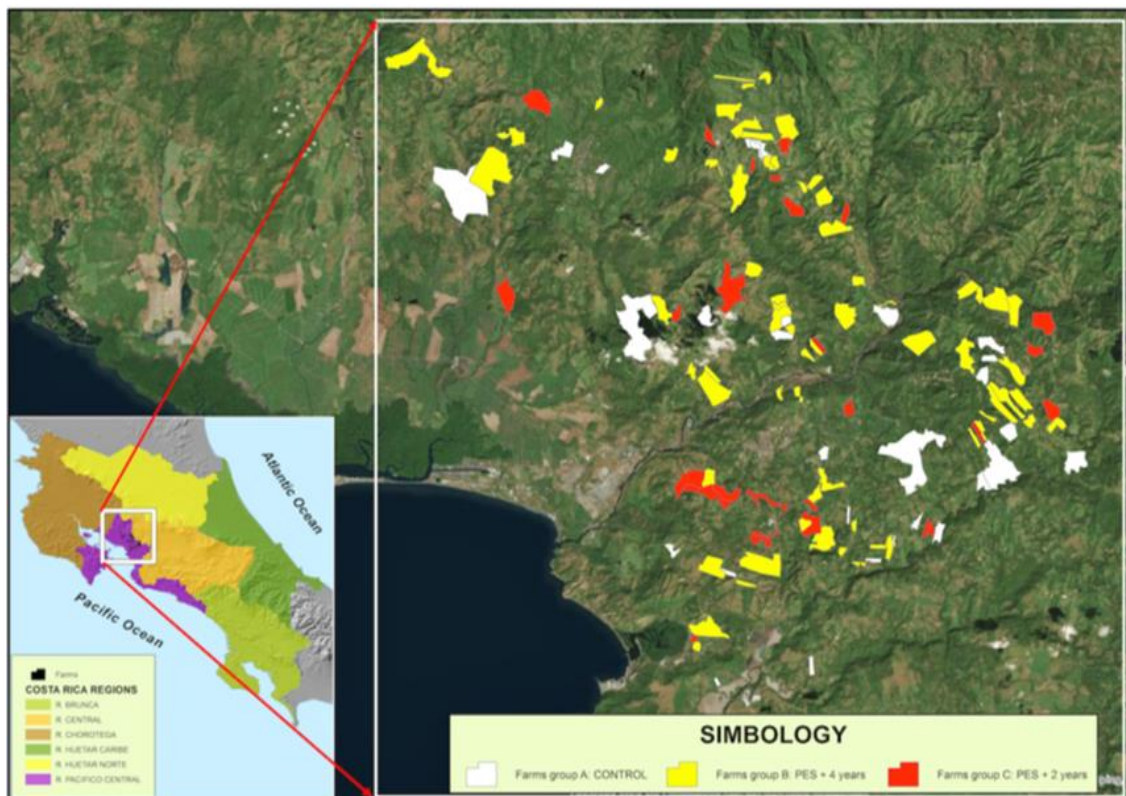 Atlantic Ocean
Pacific Ocean
Farms
COSTA RICA REGIONS
R. BRUNCA
R. CENTRAL
R. CHOROTEGA
R. HUETAR CARIBE
R. HUETAR NORTE
R. PACIFICO CENTRAL
SIMBOLOGY
Farms group A: CONTROL
Farms group B: PES + 4 years
Farms group C: PES + 2 years
bing